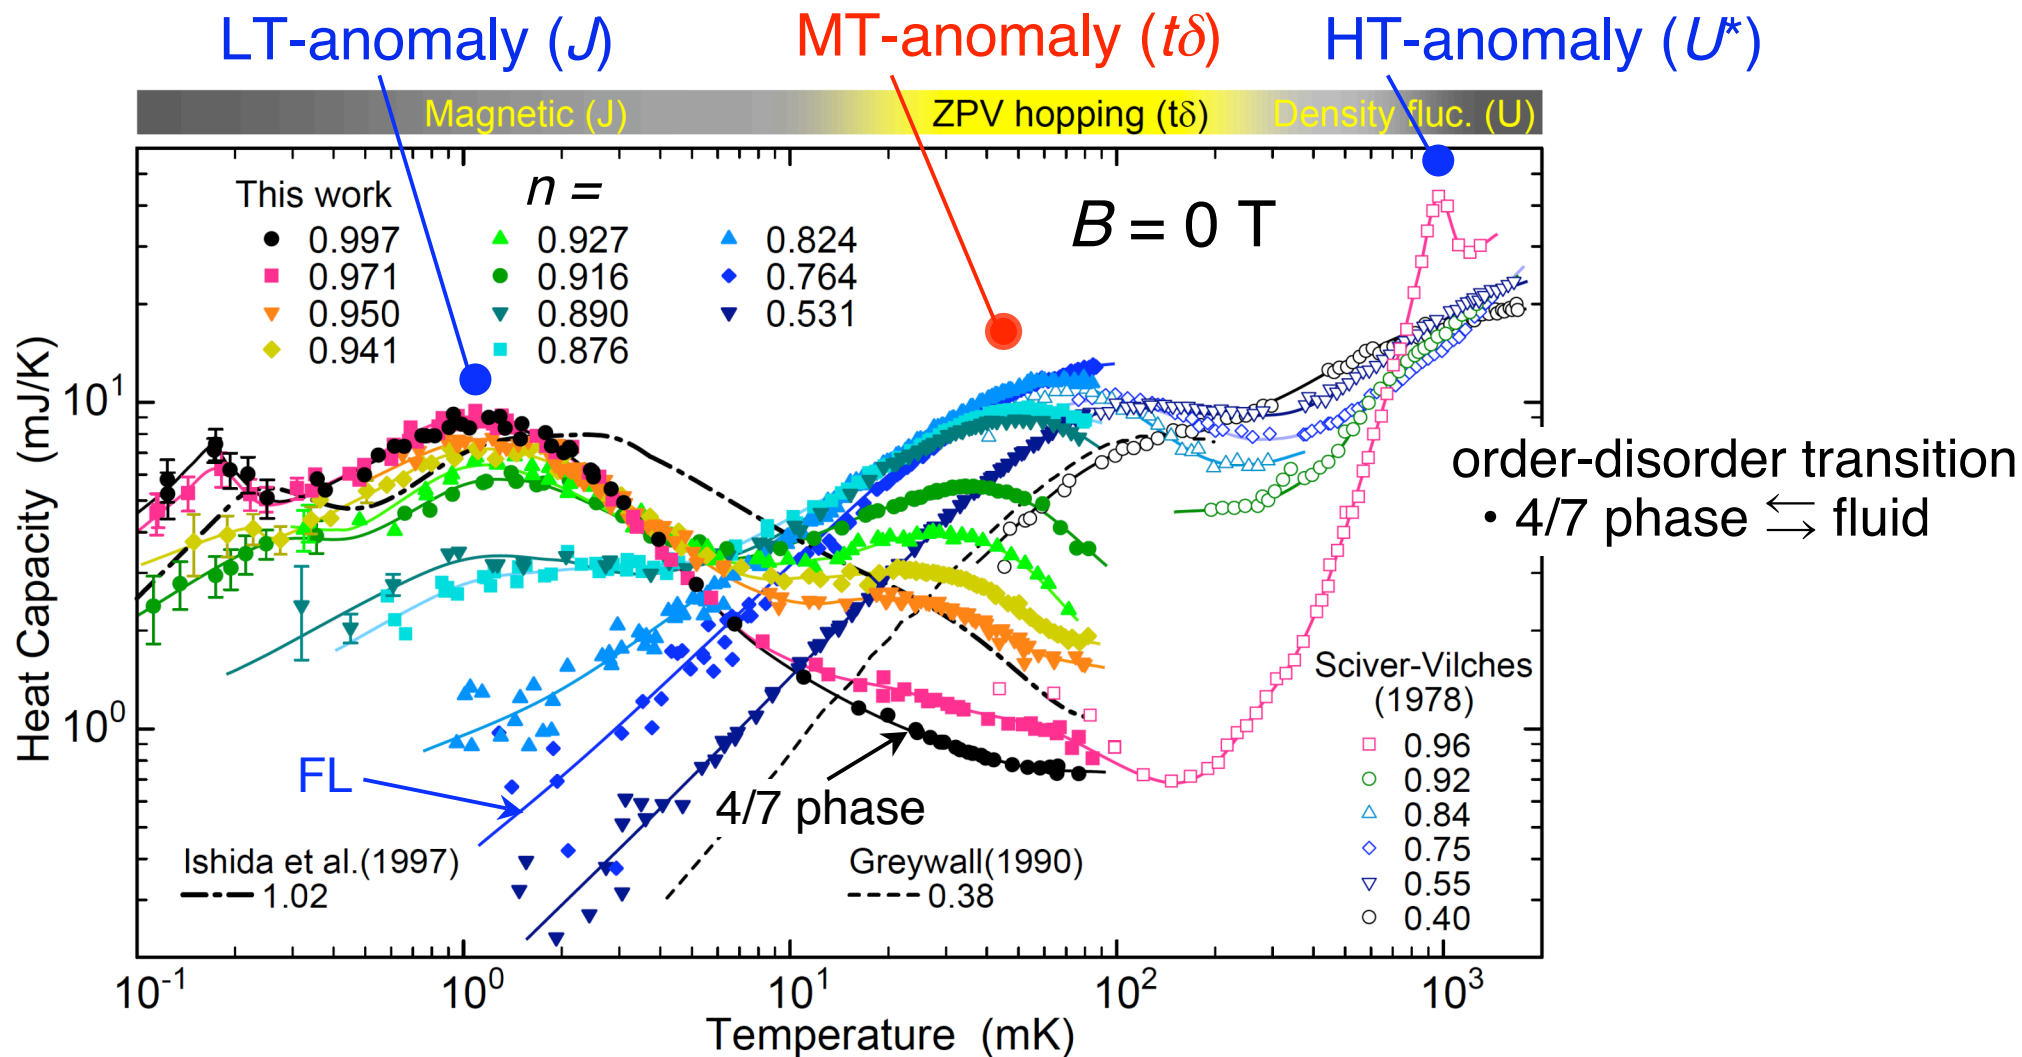 LT-anomaly (J)
MT-anomaly (tδ)
HT-anomaly (U*)
Magnetic (J)
ZPV hopping (tδ)
Density fluc. (U)
This work
n =
B = 0 T
0.997
0.927
0.824
0.971
0.916
0.764
0.950
0.890
0.531
0.941
0.876
Heat Capacity (mJ/K)
10¹
10⁰
order-disorder transition
• 4/7 phase ⇆ fluid
FL
4/7 phase
Ishida et al.(1997)
1.02
Greywall(1990)
0.38
Sciver-Vilches
(1978)
0.96
0.92
0.84
0.75
0.55
0.40
10⁻¹
10⁰
10¹
10²
10³
Temperature (mK)